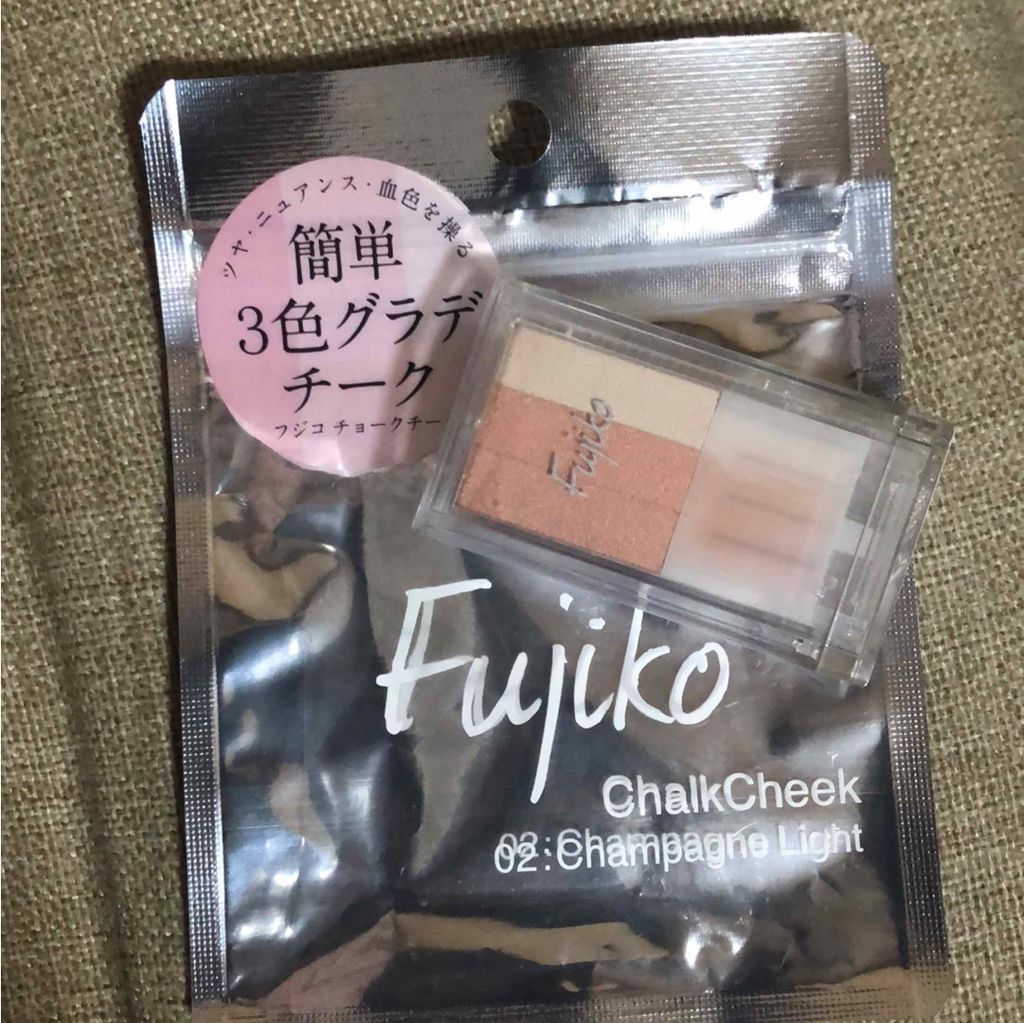 ツヤ・ニュアンス・血色を操る
簡単
3色グラデ
チーク
フジコ チョークチー
Fujiko
Fujiko
ChalkCheek
02:Champagne Light